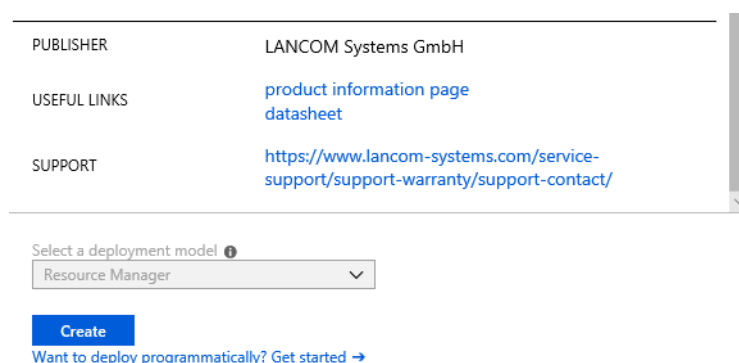 PUBLISHER LANCOM Systems GmbH
USEFUL LINKS product information page
datasheet
SUPPORT https://www.lancom-systems.com/service-
support/support-warranty/support-contact/
Select a deployment model
Resource Manager
Create
Want to deploy programmatically? Get started →